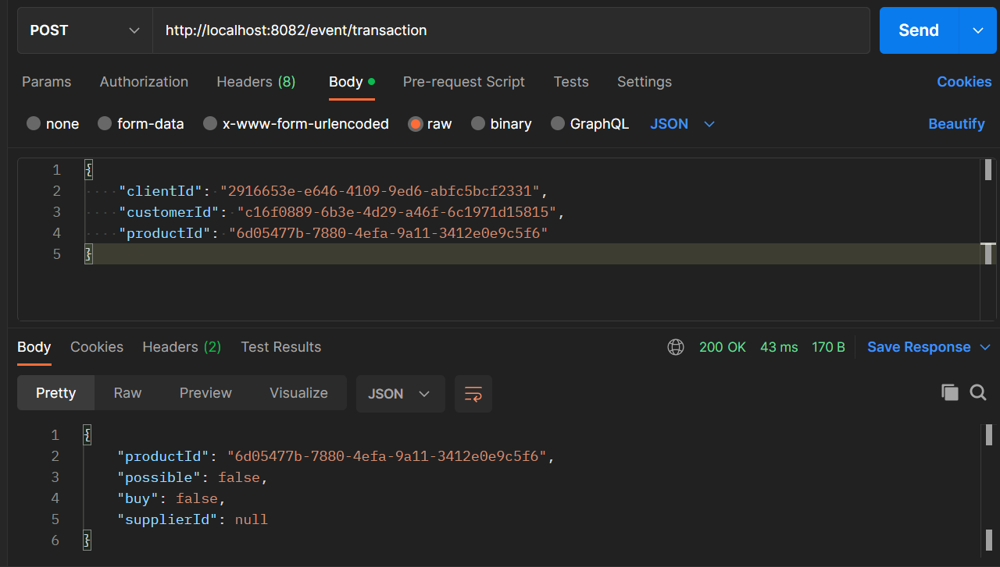 POST http://localhost:8082/event/transaction Send
Params Authorization Headers (8) Body Pre-request Script Tests Settings Cookies
none form-data x-www-form-urlencoded raw binary GraphQL JSON Beautify
1 {
2 "clientId": "2916653e-e646-4109-9ed6-abfc5bcf2331",
3 "customerId": "c16f0889-6b3e-4d29-a46f-6c1971d15815",
4 "productId": "6d05477b-7880-4efa-9a11-3412e0e9c5f6"
5 }
Body Cookies Headers (2) Test Results 200 OK 43 ms 170 B Save Response
Pretty Raw Preview Visualize JSON
1 {
2 "productId": "6d05477b-7880-4efa-9a11-3412e0e9c5f6",
3 "possible": false,
4 "buy": false,
5 "supplierId": null
6 }